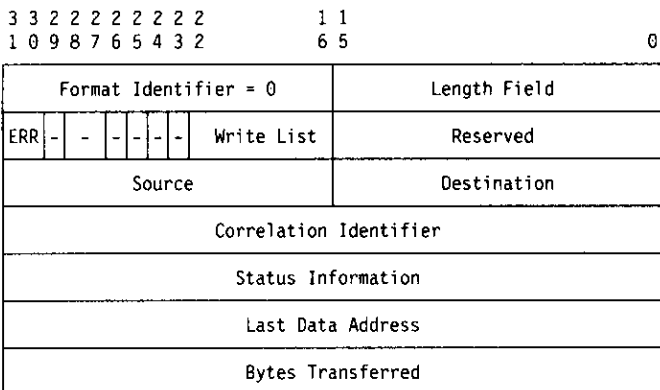 3 3 2 2 2 2 2 2 2 2 1 1
1 0 9 8 7 6 5 4 3 2 6 5 0
Format Identifier = 0 Length Field
ERR - - - - - - Write List Reserved
Source Destination
Correlation Identifier
Status Information
Last Data Address
Bytes Transferred